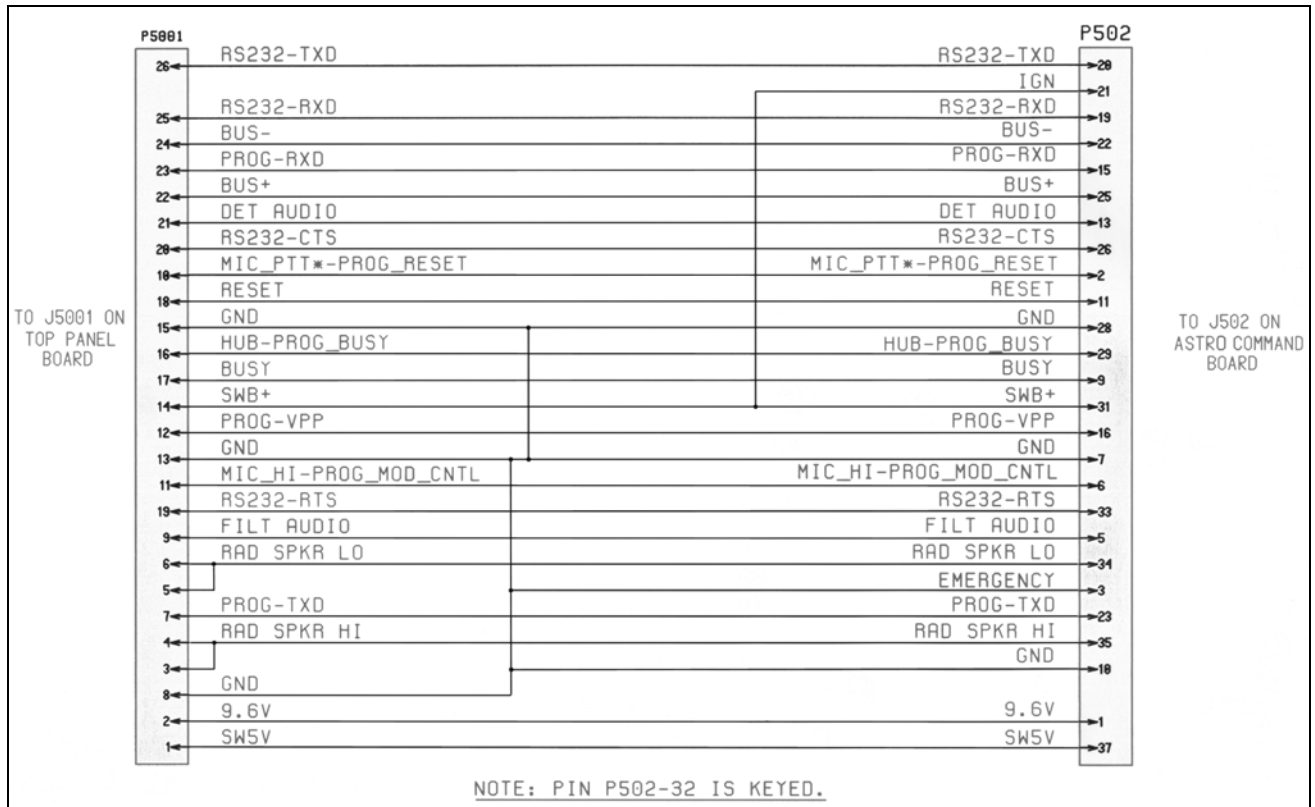 P5001 P502
26 RS232-TXD RS232-TXD 20
IGN 21
25 RS232-RXD RS232-RXD 19
24 BUS- BUS- 22
23 PROG-RXD PROG-RXD 15
22 BUS+ BUS+ 25
21 DET AUDIO DET AUDIO 13
20 RS232-CTS RS232-CTS 26
10 MIC_PTT*-PROG_RESET MIC_PTT*-PROG_RESET 2
18 RESET RESET 11
15 GND GND 28
16 HUB-PROG_BUSY HUB-PROG_BUSY 29
17 BUSY BUSY 9
14 SWB+ SWB+ 31
12 PROG-VPP PROG-VPP 16
13 GND GND 7
11 MIC_HI-PROG_MOD_CNTL MIC_HI-PROG_MOD_CNTL 6
19 RS232-RTS RS232-RTS 33
9 FILT AUDIO FILT AUDIO 5
6 RAD SPKR LO RAD SPKR LO 34
5 EMERGENCY 3
7 PROG-TXD PROG-TXD 23
4 RAD SPKR HI RAD SPKR HI 35
3 GND 10
8 GND
2 9.6V 9.6V 1
1 SW5V SW5V 37
TO J5001 ON
TOP PANEL
BOARD
TO J502 ON
ASTRO COMMAND
BOARD
NOTE: PIN P502-32 IS KEYED.